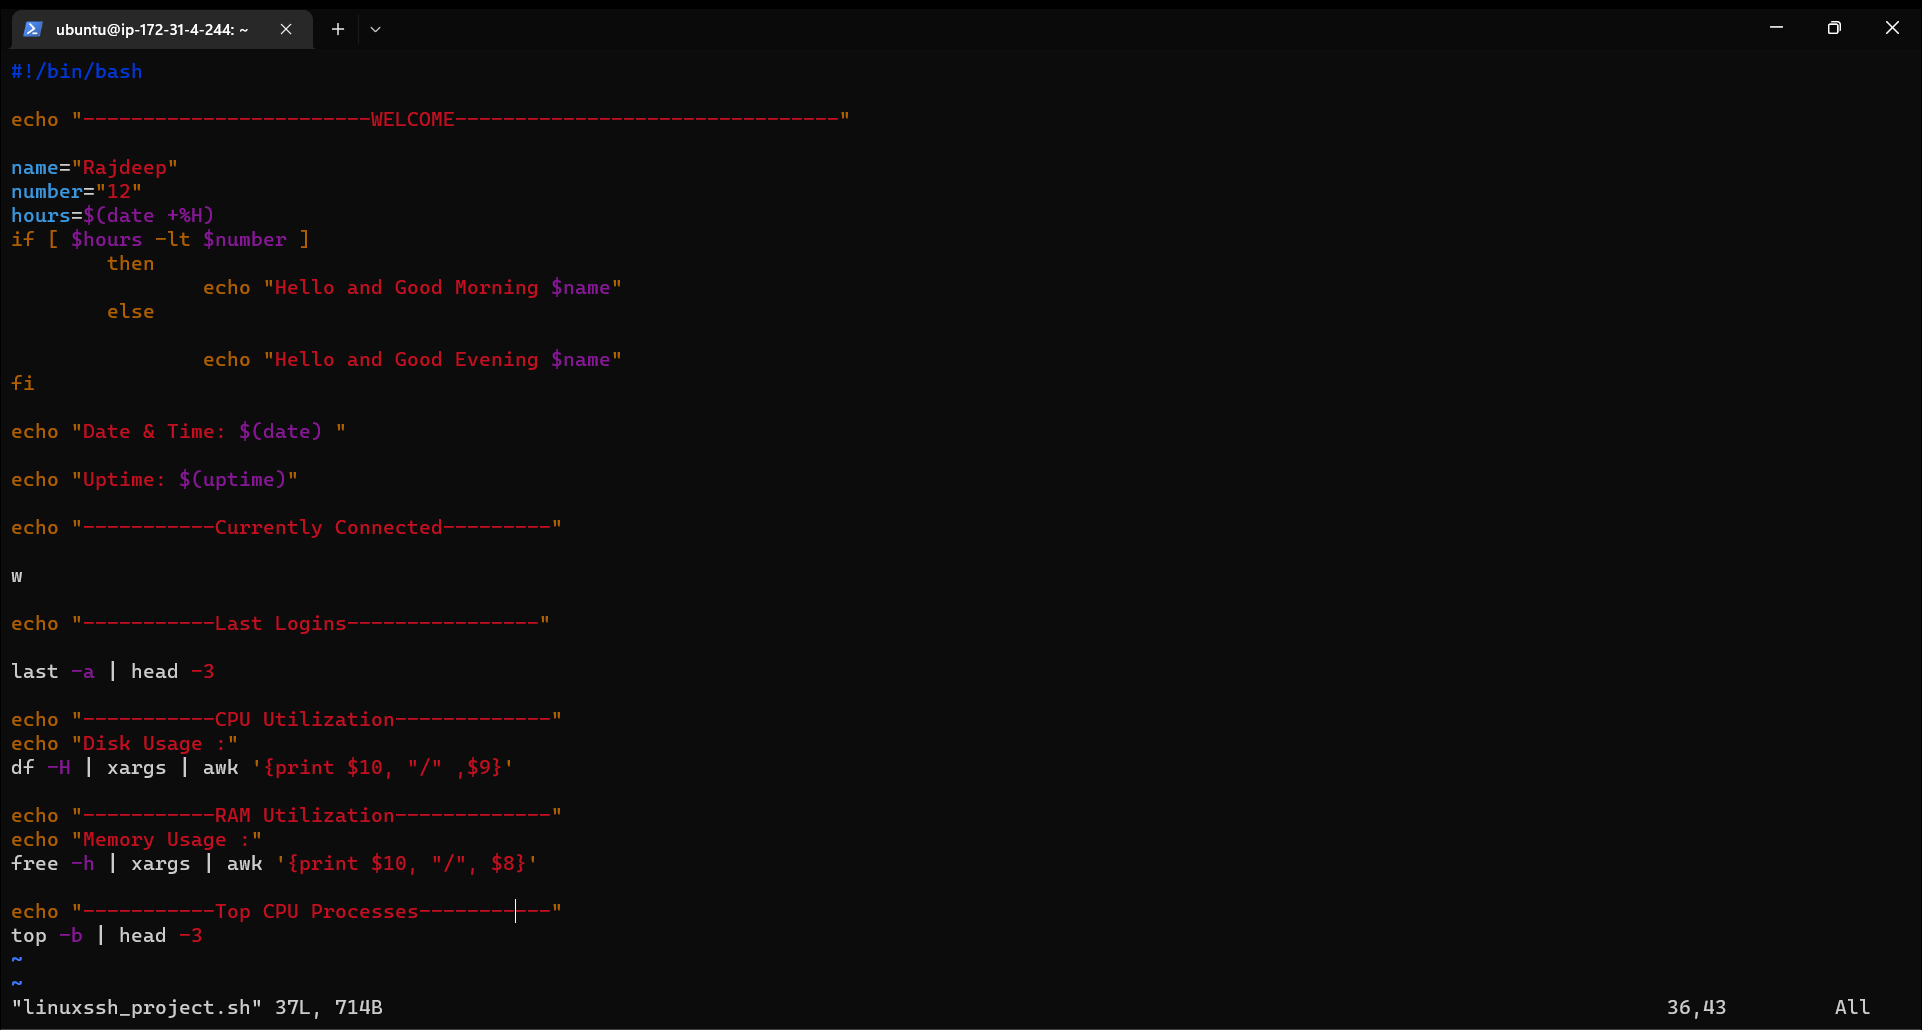 ubuntu@ip-172-31-4-244: ~
#!/bin/bash
echo "------------------------WELCOME--------------------------------"
name="Rajdeep"
number="12"
hours=$(date +%H)
if [ $hours -lt $number ]
then
echo "Hello and Good Morning $name"
else
echo "Hello and Good Evening $name"
fi
echo "Date & Time: $(date) "
echo "Uptime: $(uptime)"
echo "-----------Currently Connected---------"
w
echo "-----------Last Logins----------------"
last -a | head -3
echo "-----------CPU Utilization-------------"
echo "Disk Usage :"
df -H | xargs | awk '{print $10, "/" ,$9}'
echo "-----------RAM Utilization-------------"
echo "Memory Usage :"
free -h | xargs | awk '{print $10, "/", $8}'
echo "-----------Top CPU Processes-----------"
top -b | head -3
~
~
"linuxssh_project.sh" 37L, 714B 36,43 All